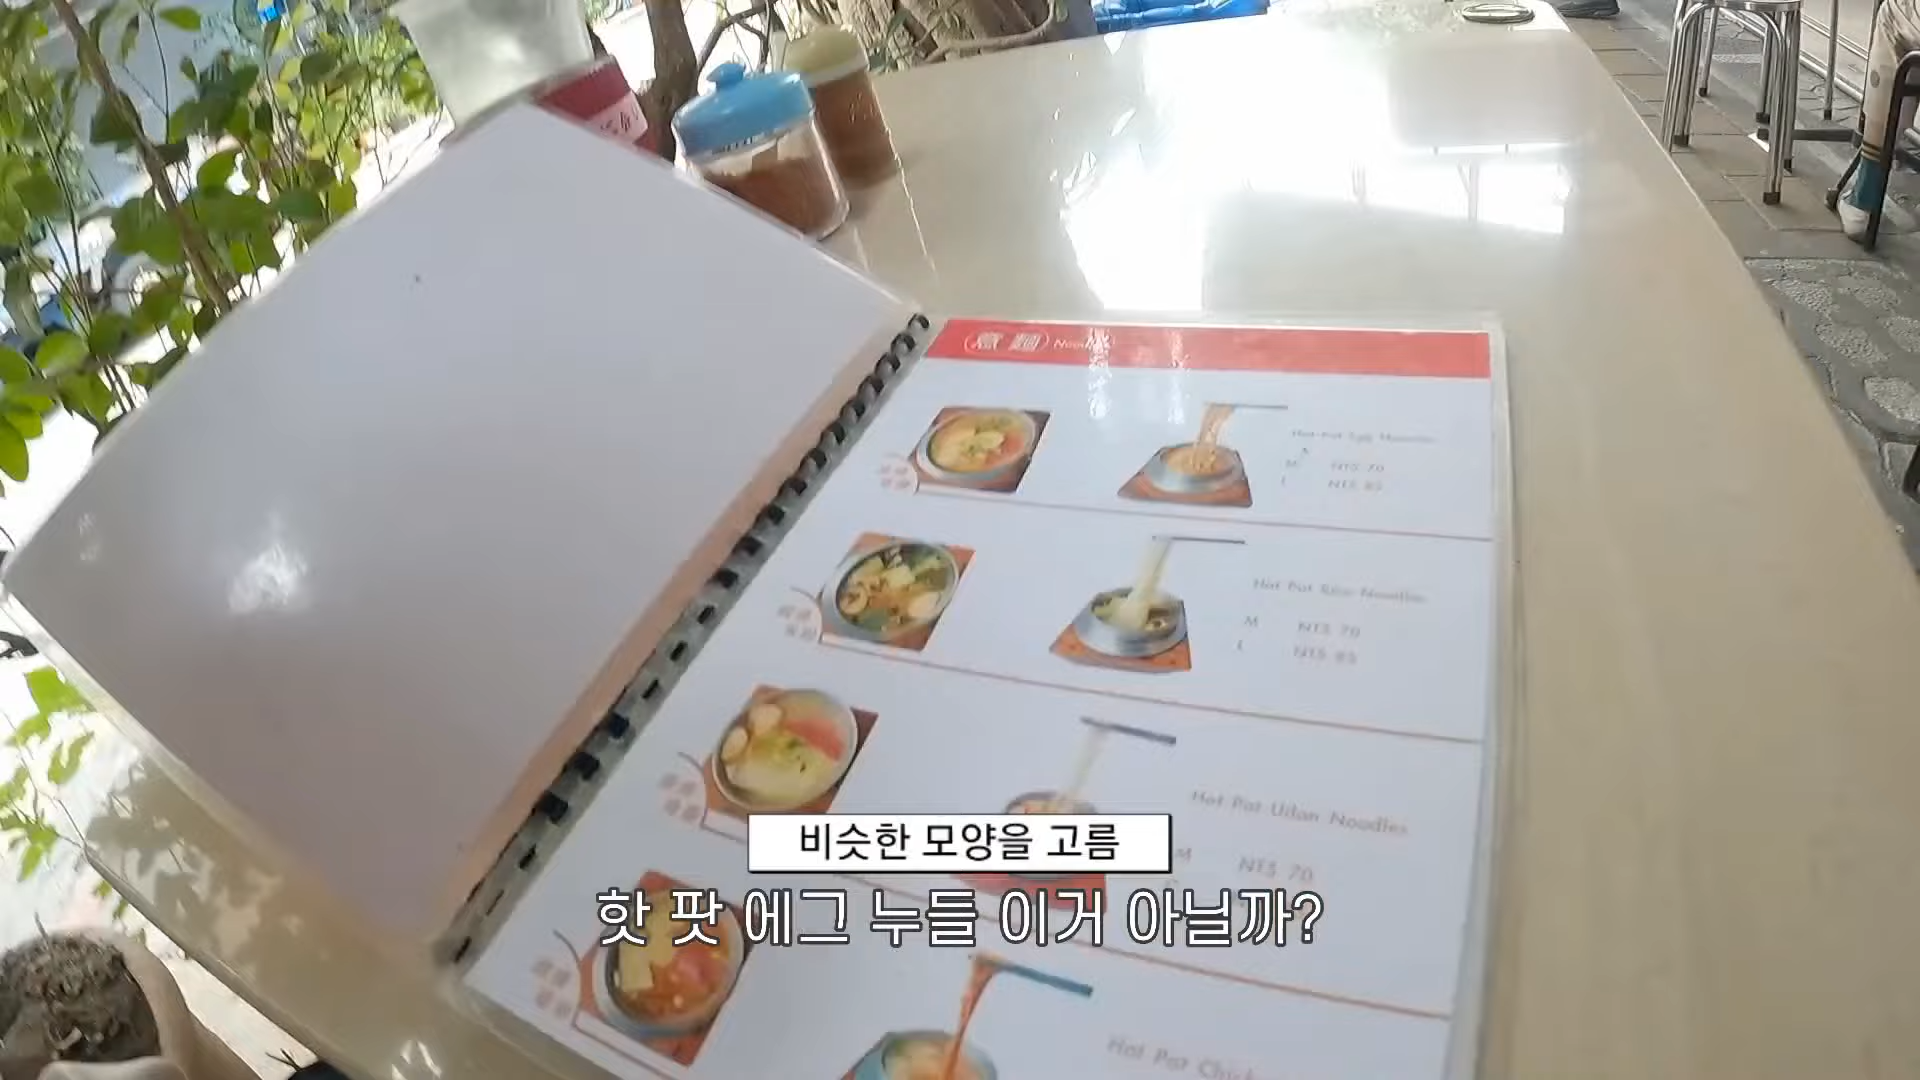 意麵 Noodles
Hot Pot Egg Noodles
M NT$ 70
L NT$ 85
Hot Pot Rice Noodles
M NT$ 70
L NT$ 85
Hot Pot Udon Noodles
M NT$ 70
비슷한 모양을 고름
핫 팟 에그 누들 이거 아닐까?
Hot Pot